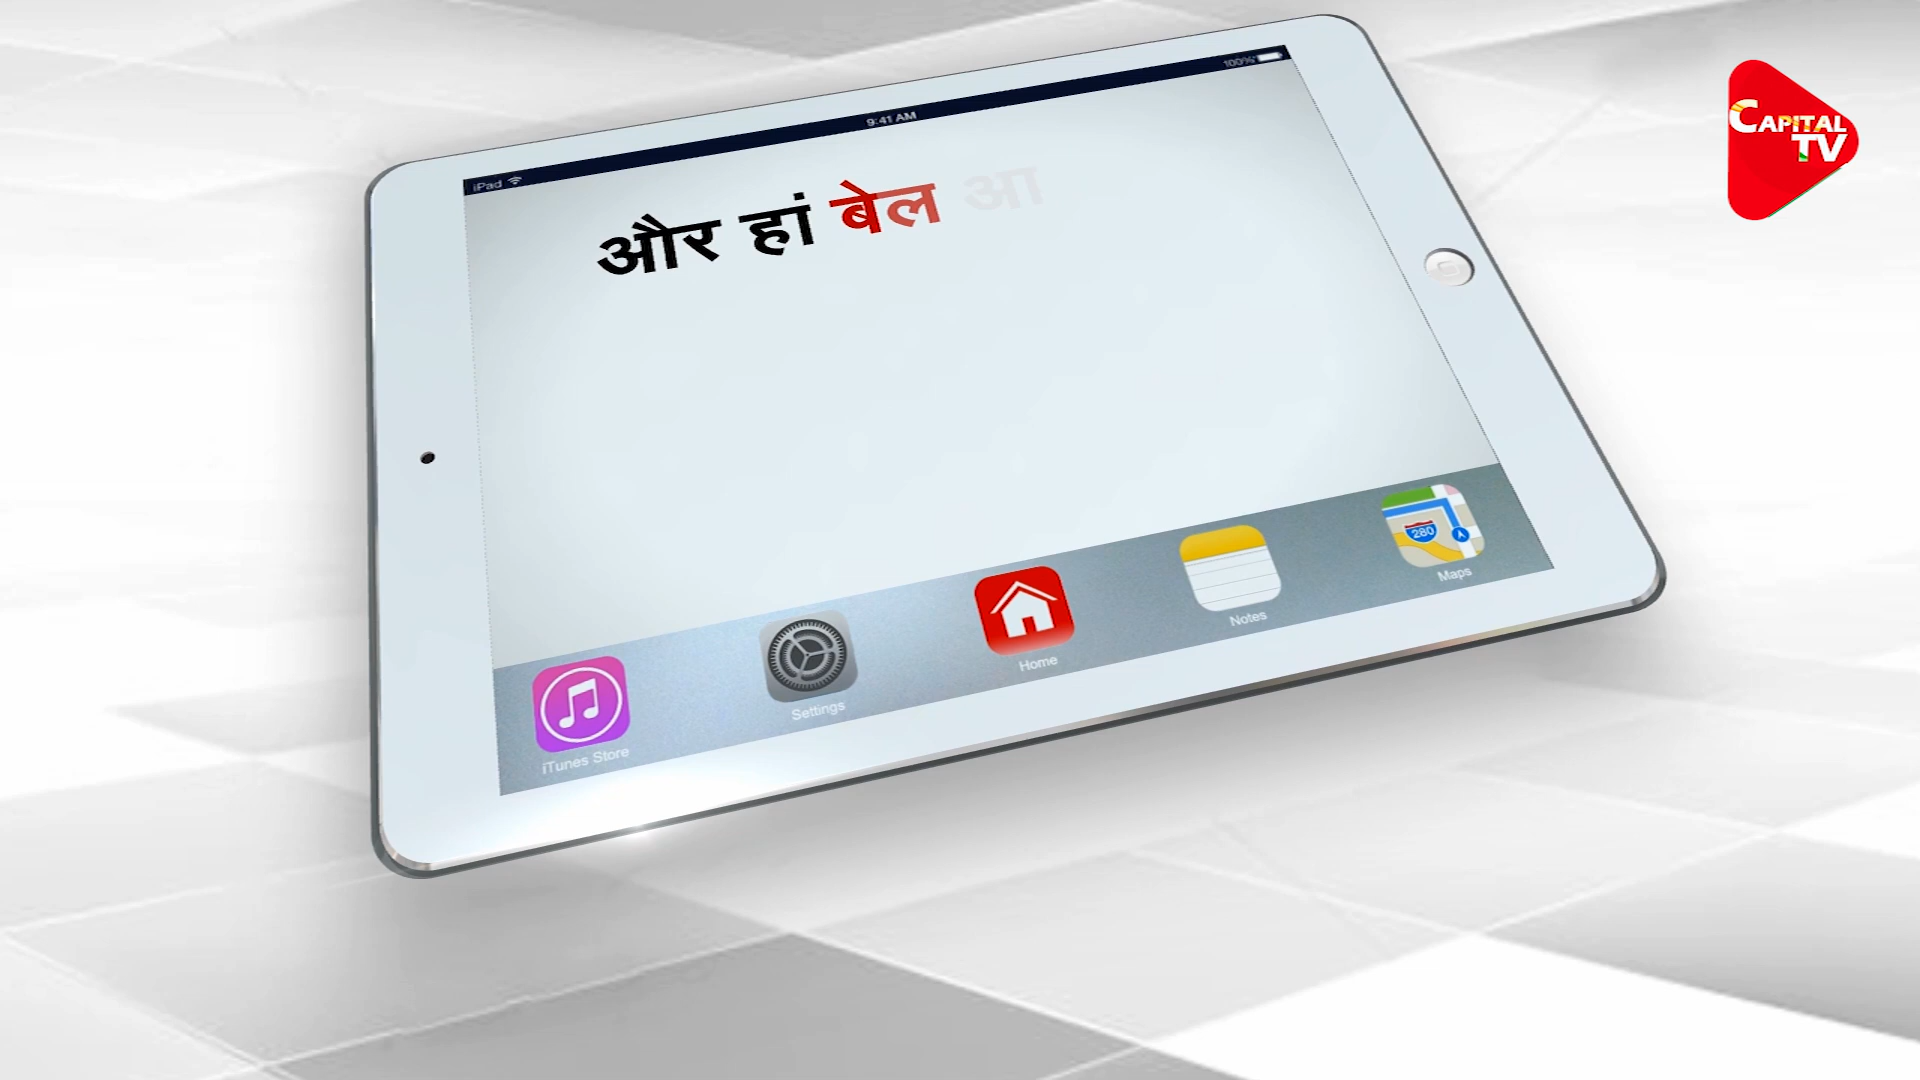 CAPITAL
TV
iPad
9:41 AM
100%
और हां बेल आ
280
iTunes Store
Settings
Home
Notes
Maps